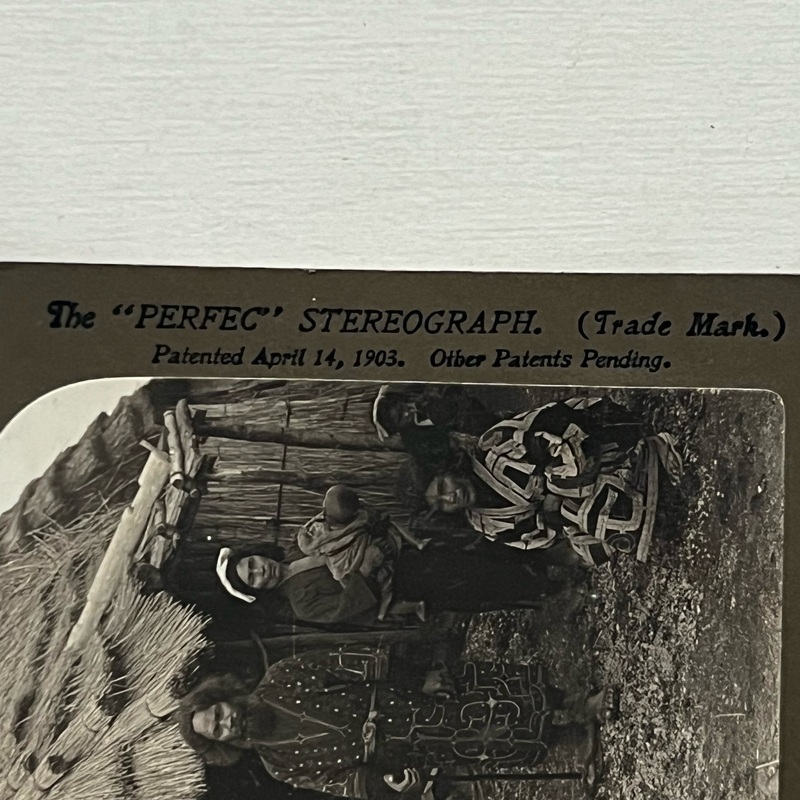 The "PERFEC" STEREOGRAPH. (Trade Mark.)
Patented April 14, 1903. Other Patents Pending.